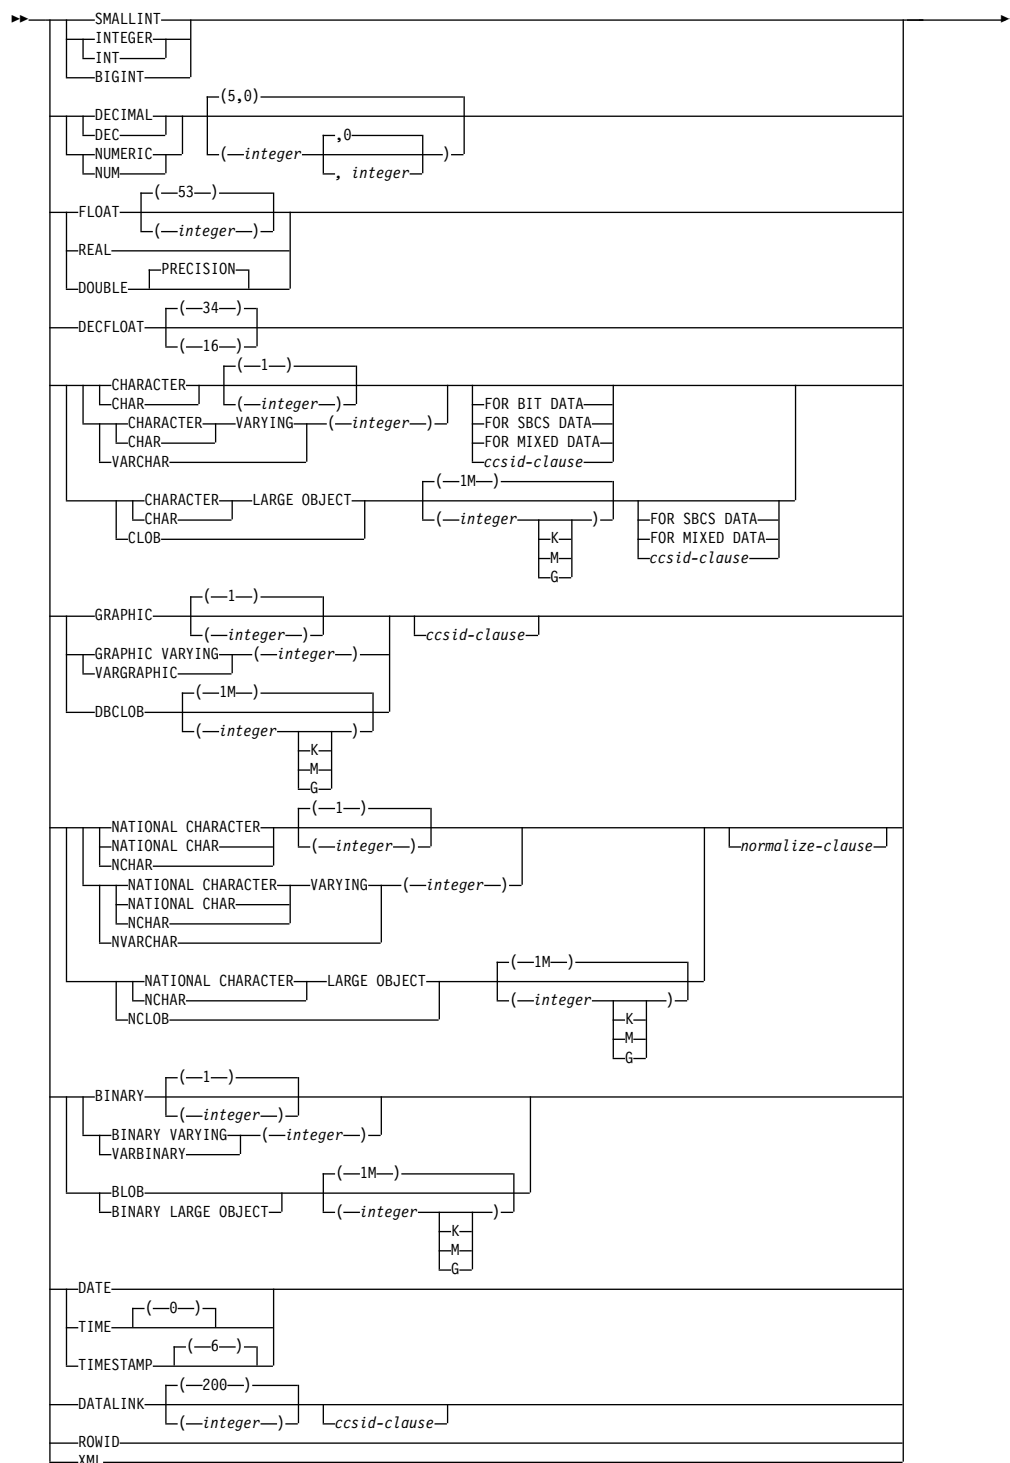 SMALLINT
INTEGER
INT
BIGINT
(5,0)
DECIMAL
DEC
,0
NUMERIC
( integer )
NUM
, integer
( 53 )
FLOAT
( integer )
REAL
PRECISION
DOUBLE
( 34 )
DECFLOAT
( 16 )
( 1 )
CHARACTER
CHAR
( integer )
FOR BIT DATA
CHARACTER VARYING ( integer )
FOR SBCS DATA
CHAR
FOR MIXED DATA
VARCHAR
ccsid-clause
( 1M )
CHARACTER LARGE OBJECT
CHAR
( integer )
FOR SBCS DATA
CLOB
K
FOR MIXED DATA
M
ccsid-clause
G
( 1 )
GRAPHIC
( integer )
ccsid-clause
GRAPHIC VARYING ( integer )
VARGRAPHIC
( 1M )
DBCLOB
( integer )
K
M
G
( 1 )
NATIONAL CHARACTER
NATIONAL CHAR
( integer )
normalize-clause
NCHAR
NATIONAL CHARACTER VARYING ( integer )
NATIONAL CHAR
NCHAR
NVARCHAR
( 1M )
NATIONAL CHARACTER LARGE OBJECT
NCHAR
( integer )
NCLOB
K
M
G
( 1 )
BINARY
( integer )
BINARY VARYING ( integer )
VARBINARY
( 1M )
BLOB
BINARY LARGE OBJECT
( integer )
K
M
G
DATE
( 0 )
TIME
( 6 )
TIMESTAMP
( 200 )
DATALINK
( integer )
ccsid-clause
ROWID
XML